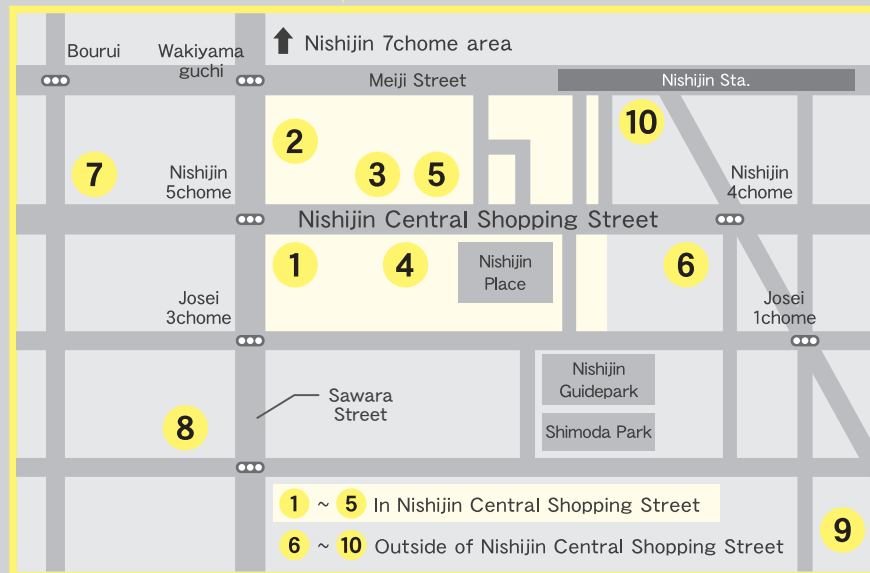 Nishijin 7chome area
Bourui
Wakiyama
guchi
Meiji Street
Nishijin Sta.
2
10
3
5
7
Nishijin
5chome
Nishijin
4chome
Nishijin Central Shopping Street
1
4
Nishijin
Place
6
Josei
3chome
Josei
1chome
Nishijin
Guidepark
Sawara
Street
8
Shimoda Park
1 ~ 5 In Nishijin Central Shopping Street
6 ~ 10 Outside of Nishijin Central Shopping Street
9